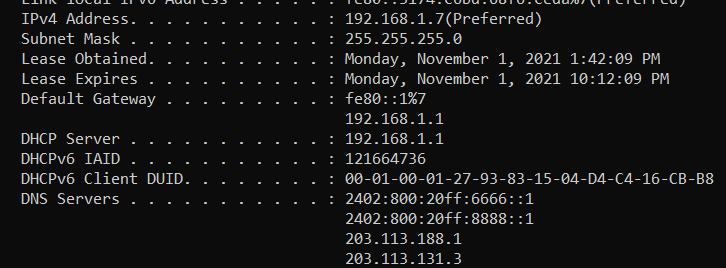 IPv4 Address. . . . . . . . . . . : 192.168.1.7(Preferred)
Subnet Mask . . . . . . . . . . . : 255.255.255.0
Lease Obtained. . . . . . . . . . : Monday, November 1, 2021 1:42:09 PM
Lease Expires . . . . . . . . . . : Monday, November 1, 2021 10:12:09 PM
Default Gateway . . . . . . . . . : fe80::1%7
192.168.1.1
DHCP Server . . . . . . . . . . . : 192.168.1.1
DHCPv6 IAID . . . . . . . . . . . : 121664736
DHCPv6 Client DUID. . . . . . . . : 00-01-00-01-27-93-83-15-04-D4-C4-16-CB-B8
DNS Servers . . . . . . . . . . . : 2402:800:20ff:6666::1
2402:800:20ff:8888::1
203.113.188.1
203.113.131.3